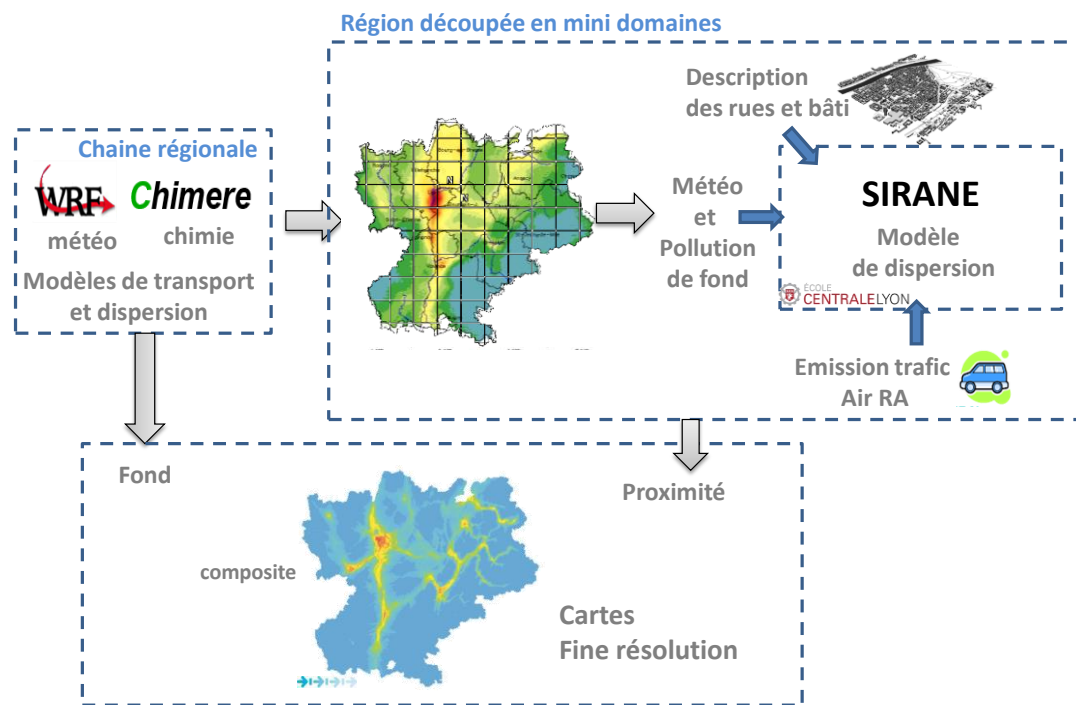 Région découpée en mini domaines
Description
des rues et bâti
Chaine régionale
WRF
Chimere
météo
chimie
Modèles de transport
et dispersion
Météo
et
Pollution
de fond
SIRANE
Modèle
de dispersion
ÉCOLE
CENTRALELYON
Emission trafic
Air RA
Fond
Proximité
composite
Cartes
Fine résolution